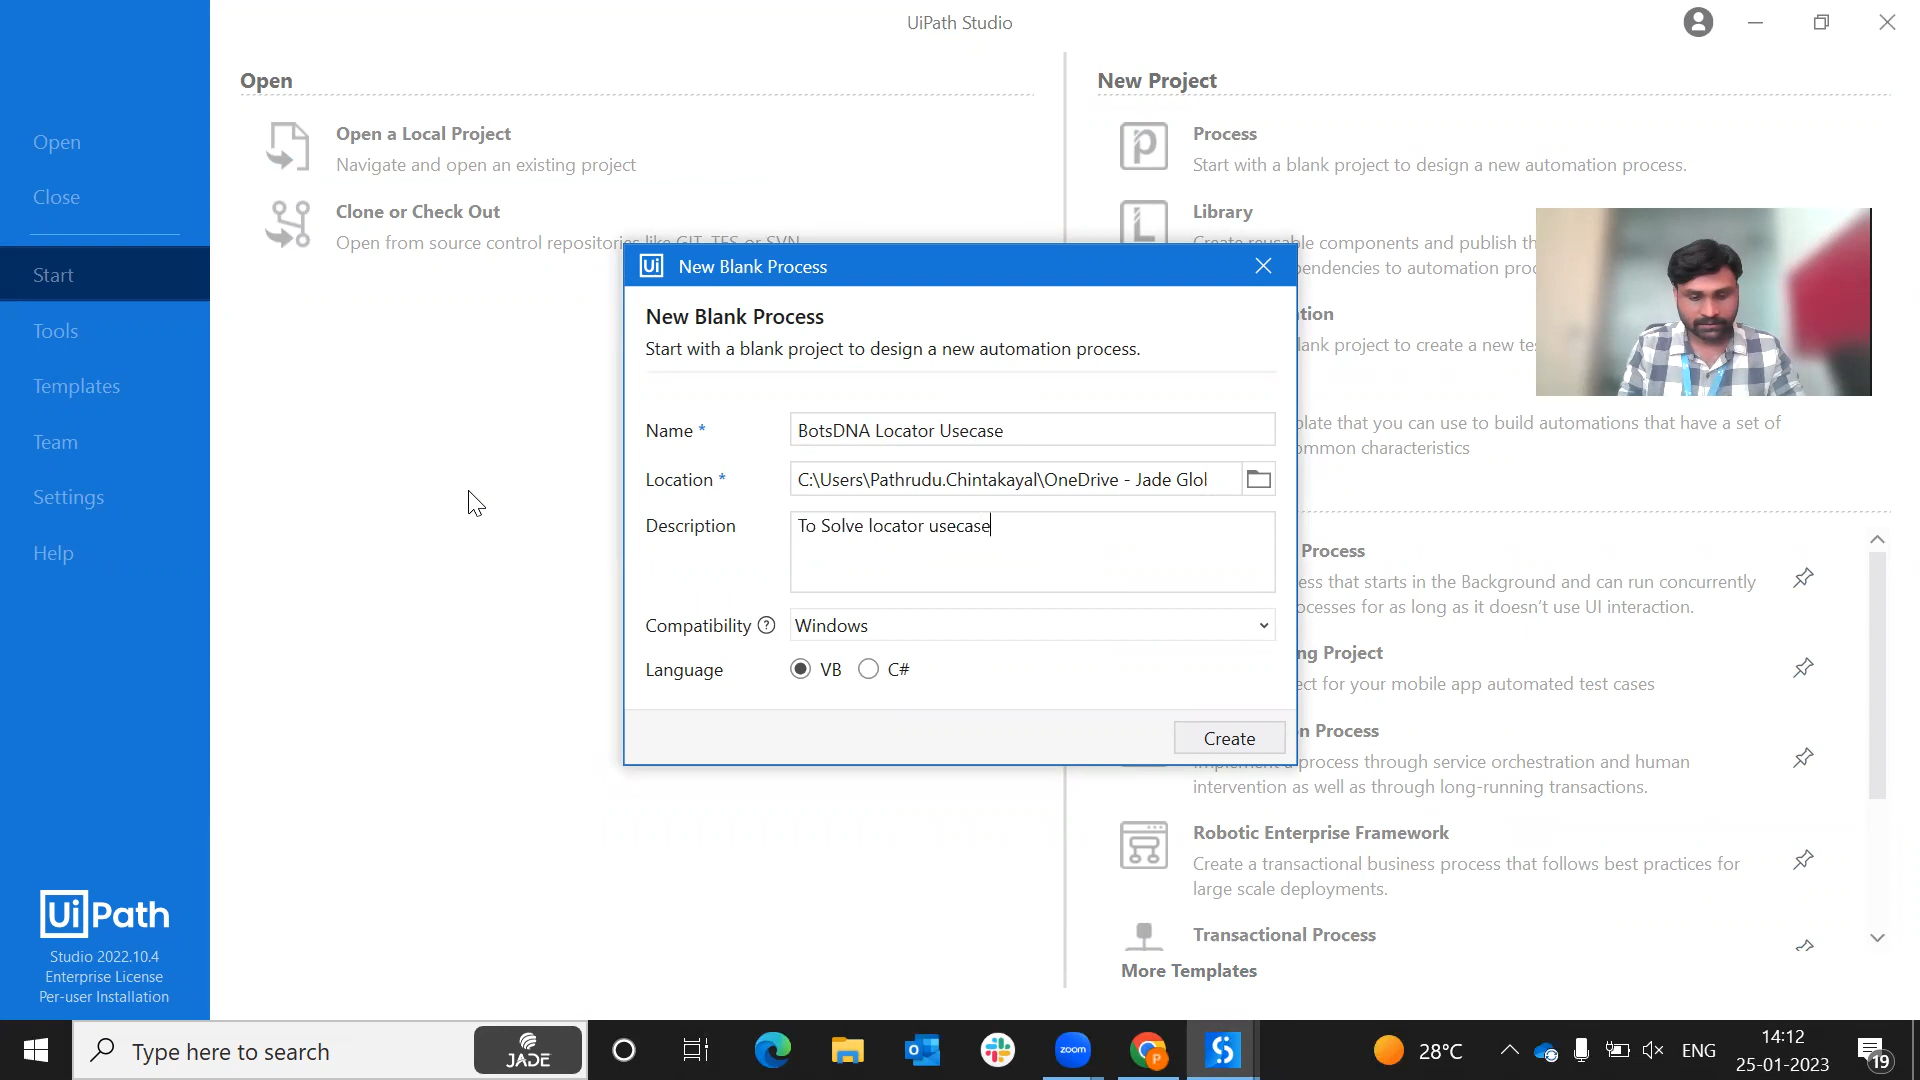 UiPath Studio
Open
Close
Start
Tools
Templates
Team
Settings
Help
UiPath
Studio 2022.10.4
Enterprise License
Per-user Installation
Open
Open a Local Project
Navigate and open an existing project
Clone or Check Out
Open from source control repositories like GIT, TFS or SVN
New Project
Process
Start with a blank project to design a new automation process.
Library
Create reusable components and publish th
pendencies to automation proc
tion
lank project to create a new tes
plate that you can use to build automations that have a set of
ommon characteristics
Process
ess that starts in the Background and can run concurrently
ocesses for as long as it doesn't use UI interaction.
ng Project
ect for your mobile app automated test cases
n Process
Implement a process through service orchestration and human
intervention as well as through long-running transactions.
Robotic Enterprise Framework
Create a transactional business process that follows best practices for
large scale deployments.
Transactional Process
More Templates
Ui New Blank Process
New Blank Process
Start with a blank project to design a new automation process.
Name * BotsDNA Locator Usecase
Location * C:\Users\Pathrudu.Chintakayal\OneDrive - Jade Glol
Description To Solve locator usecase
Compatibility ? Windows
Language VB C#
Create
Type here to search
JADE
zoom
P
28°C
ENG
14:12
25-01-2023
19